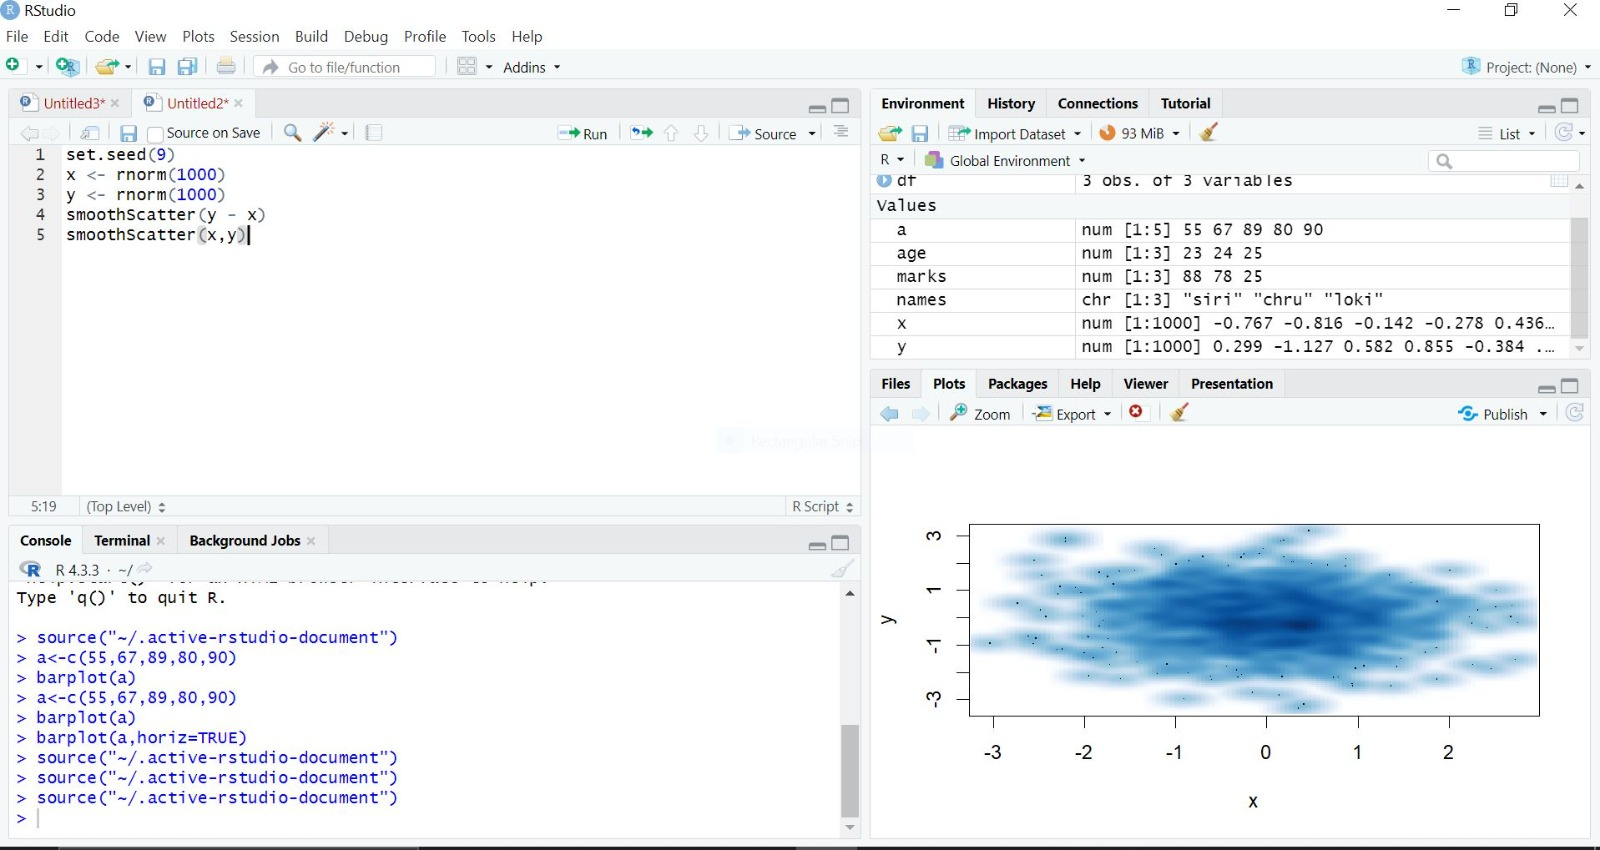 RStudio
File Edit Code View Plots Session Build Debug Profile Tools Help
Go to file/function Addins Project: (None)
Untitled3* Untitled2*
Source on Save Run Source
1 set.seed(9)
2 x <- rnorm(1000)
3 y <- rnorm(1000)
4 smoothScatter(y - x)
5 smoothScatter(x,y)
5:19 (Top Level) R Script
Console Terminal Background Jobs
R 4.3.3 · ~/
Type 'q()' to quit R.
> source("~/.active-rstudio-document")
> a<-c(55,67,89,80,90)
> barplot(a)
> a<-c(55,67,89,80,90)
> barplot(a)
> barplot(a,horiz=TRUE)
> source("~/.active-rstudio-document")
> source("~/.active-rstudio-document")
> source("~/.active-rstudio-document")
>
Environment History Connections Tutorial
Import Dataset 93 MiB List
R Global Environment
df 3 obs. of 3 variables
Values
a num [1:5] 55 67 89 80 90
age num [1:3] 23 24 25
marks num [1:3] 88 78 25
names chr [1:3] "siri" "chru" "loki"
x num [1:1000] -0.767 -0.816 -0.142 -0.278 0.436…
y num [1:1000] 0.299 -1.127 0.582 0.855 -0.384 .…
Files Plots Packages Help Viewer Presentation
Zoom Export Publish
3
1
-1
-3
y
-3 -2 -1 0 1 2
x